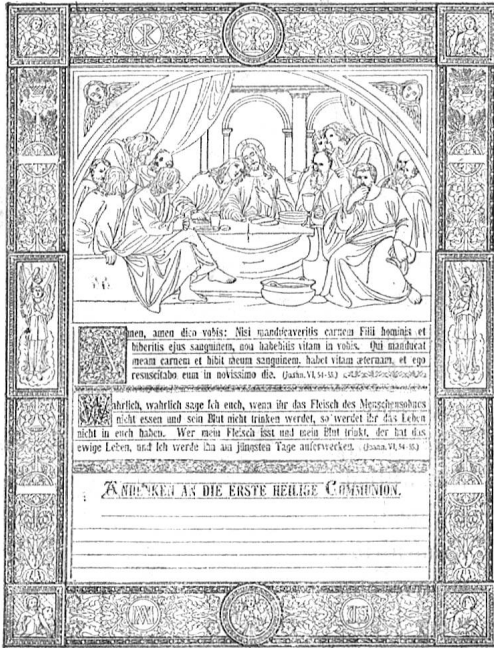 Amen, amen dico vobis: Nisi manducaveritis carnem Filii hominis et
biberitis ejus sanguinem, non habebitis vitam in vobis. Qui manducat
meam carnem et bibit meum sanguinem, habet vitam æternam, et ego
resuscitabo eum in novissimo die. (Joann. VI, 54-55.)
Wahrlich, wahrlich sage Ich euch, wenn ihr das Fleisch des Menschensohnes
nicht essen und sein Blut nicht trinken werdet, so werdet ihr das Leben
nicht in euch haben. Wer mein Fleisch isst und mein Blut trinkt, der hat das
ewige Leben, und Ich werde ihn am jüngsten Tage auferwecken. (Joann. VI, 54-55.)
ANDENKEN AN DIE ERSTE HEILIGE COMMUNION.